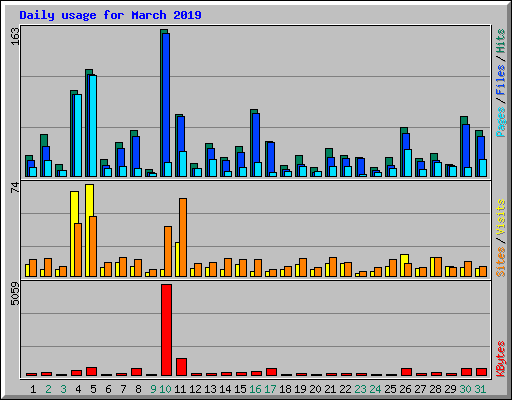 Daily usage for March 2019
163
Pages / Files / Hits
74
Sites / Visits
5059
KBytes
1 2 3 4 5 6 7 8 9 10 11 12 13 14 15 16 17 18 19 20 21 22 23 24 25 26 27 28 29 30 31